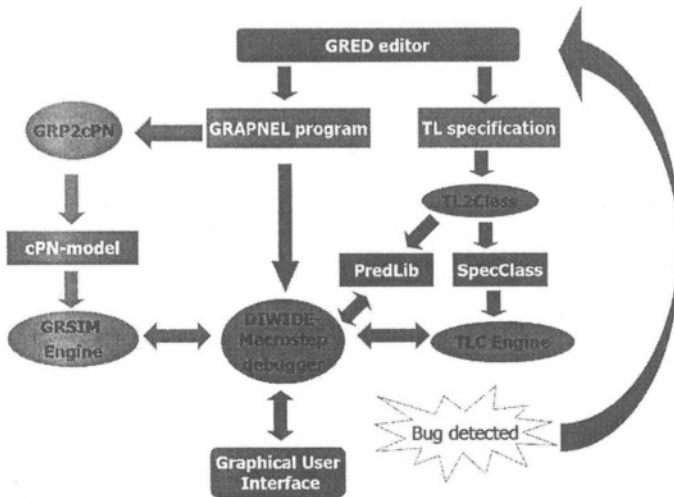 GRED editor
GRP2cPN
GRAPNEL program
TL specification
TL2Class
cPN-model
PredLib
SpecClass
GRSIM
Engine
DIWIDE-
Macrostep
debugger
TLC Engine
Bug detected
Graphical User
Interface